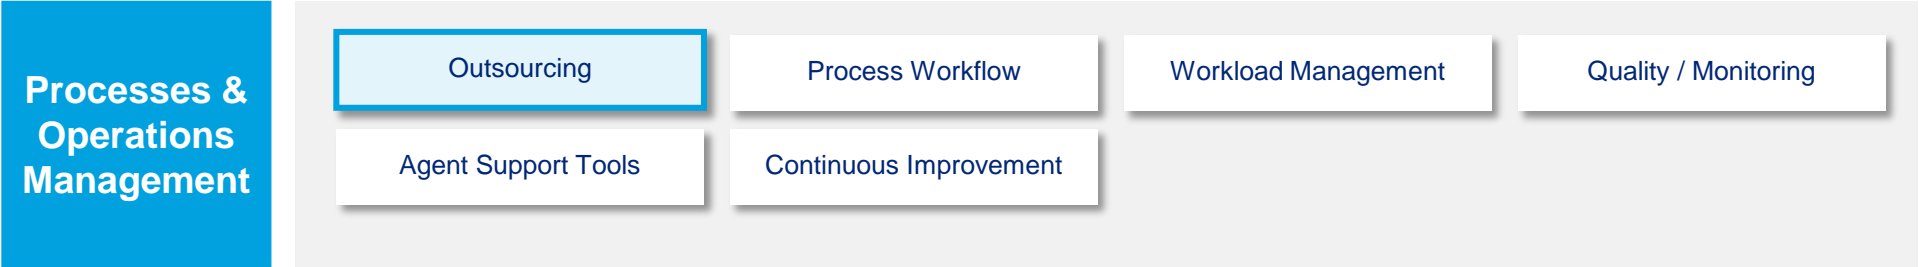 Processes &
Operations
Management
Outsourcing
Process Workflow
Workload Management
Quality / Monitoring
Agent Support Tools
Continuous Improvement